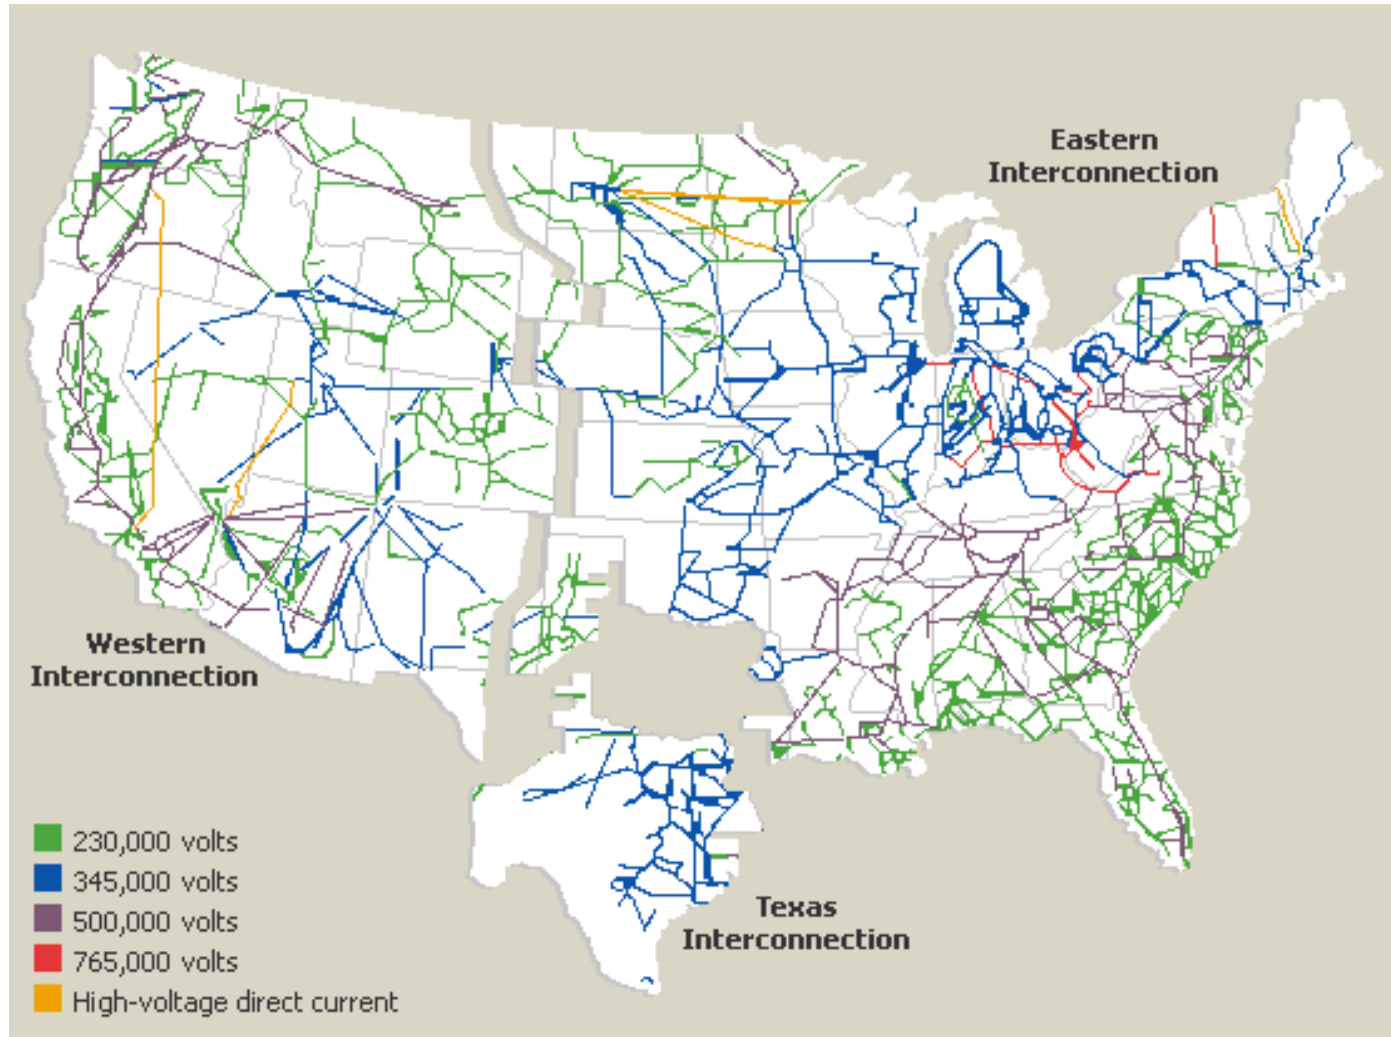 Eastern
Interconnection
Western
Interconnection
Texas
Interconnection
230,000 volts
345,000 volts
500,000 volts
765,000 volts
High-voltage direct current